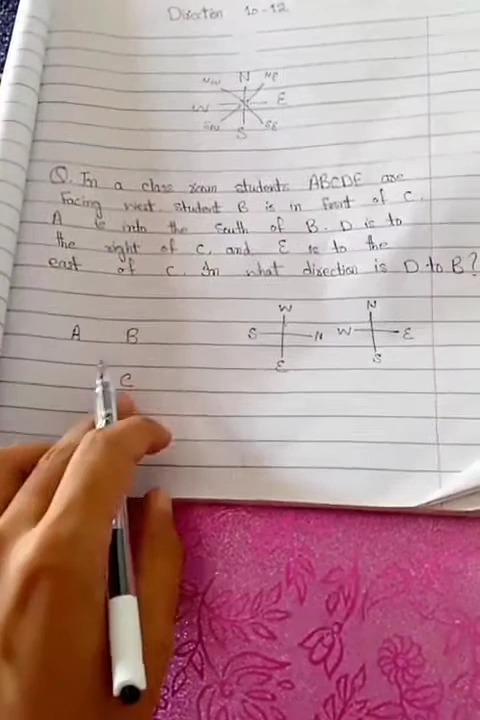 Direction 10-12
NW N NE
W E
SW S SE
Q. In a class room students ABCDE are
Facing west. Student B is in front of C.
A is into the South of B. D is to
the right of C, and E is to the
east of C. In what direction is D to B?
W
S N
E
N
W E
S
A B
C